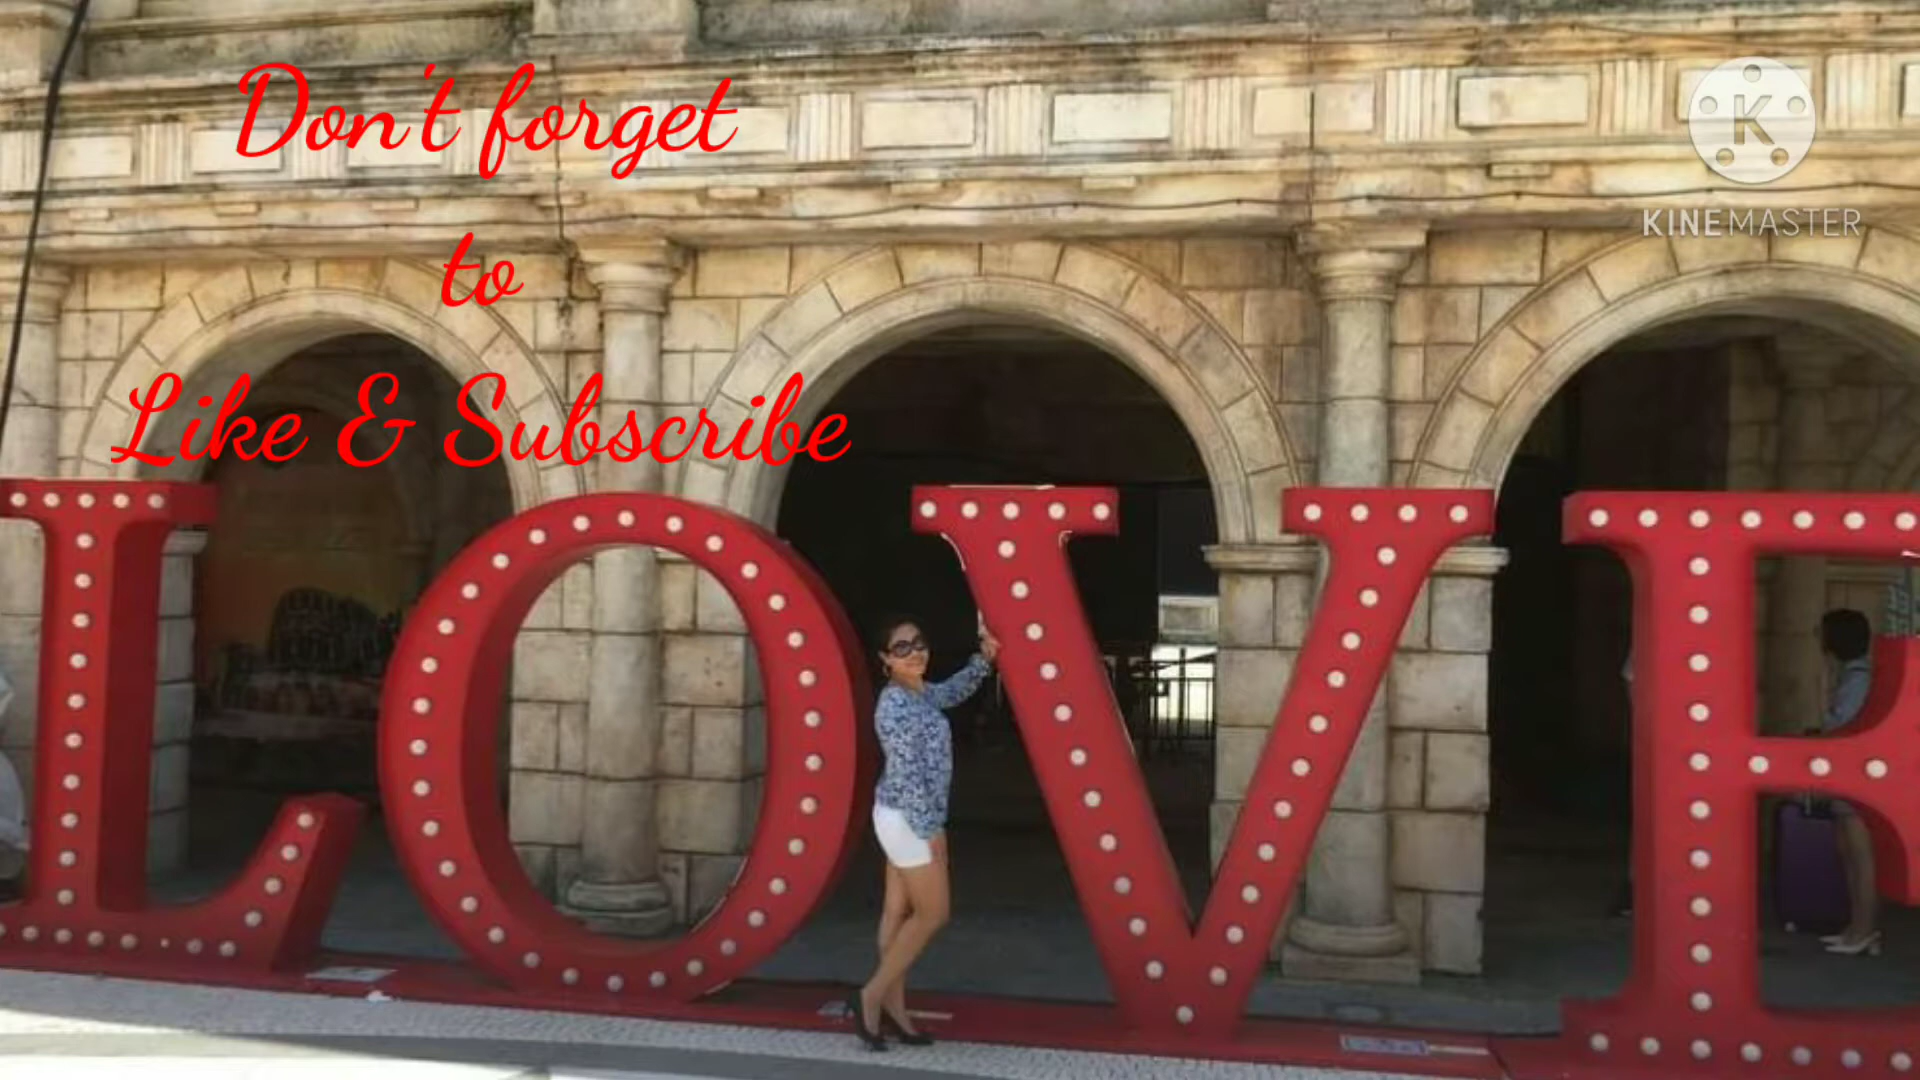 Don't forget
to
Like & Subscribe
K
KINEMASTER
LOVE